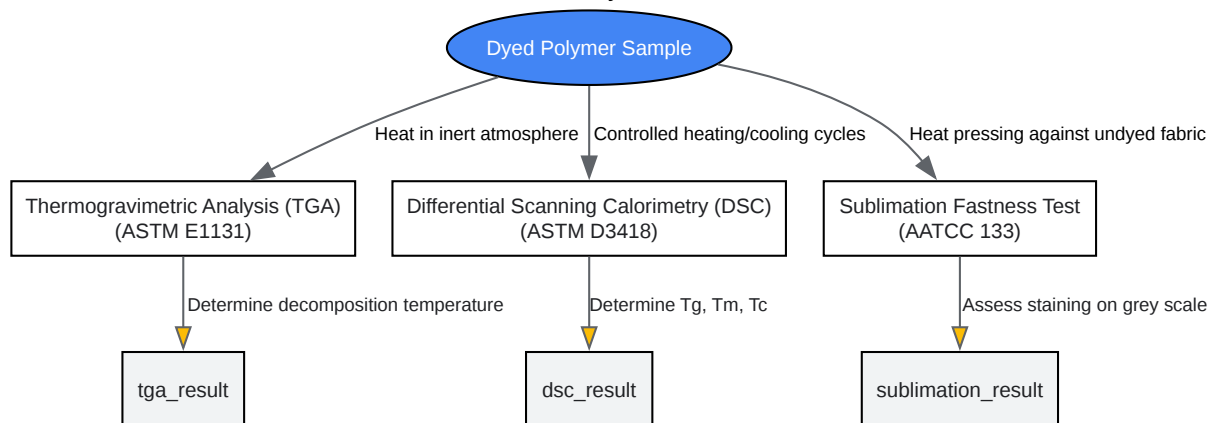 Dyed Polymer Sample
Heat in inert atmosphere
Controlled heating/cooling cycles
Heat pressing against undyed fabric
Thermogravimetric Analysis (TGA)
(ASTM E1131)
Differential Scanning Calorimetry (DSC)
(ASTM D3418)
Sublimation Fastness Test
(AATCC 133)
Determine decomposition temperature
Determine Tg, Tm, Tc
Assess staining on grey scale
tga_result
dsc_result
sublimation_result